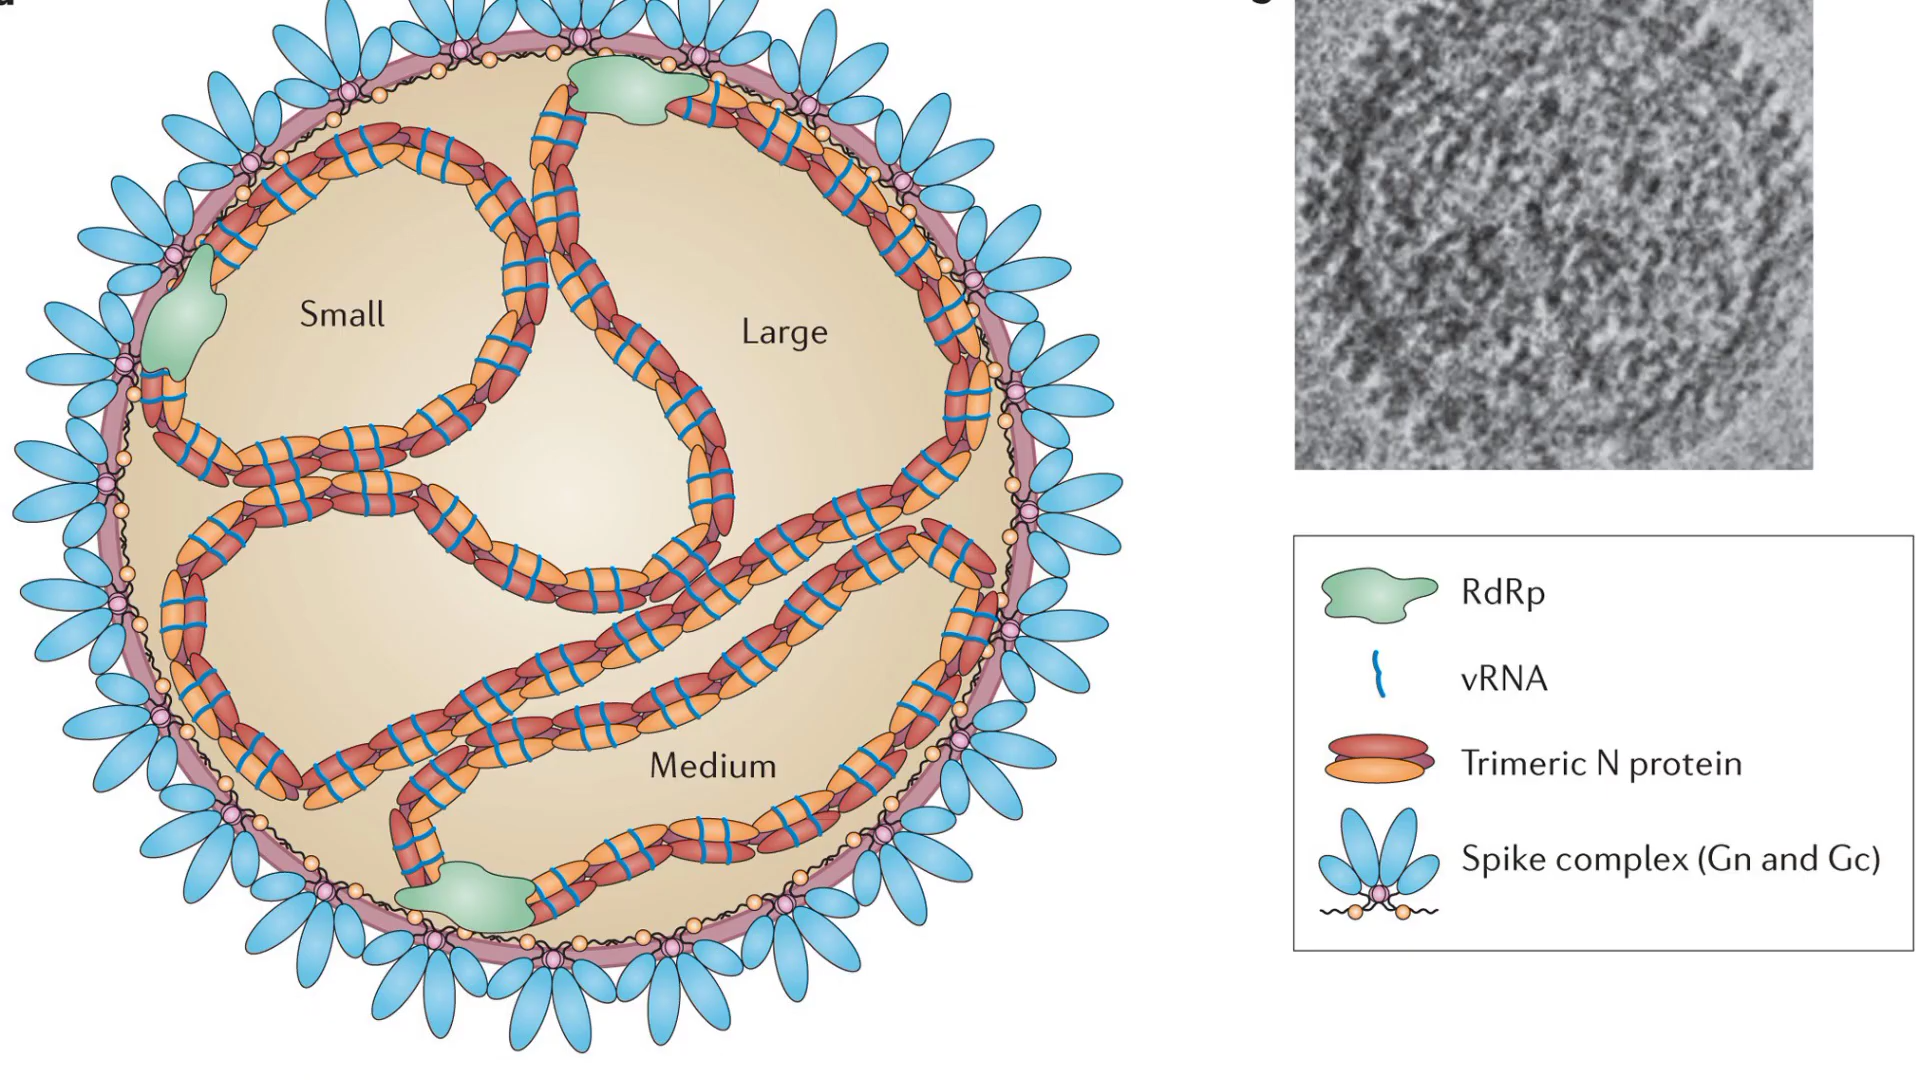 Small
Large
Medium
RdRp
vRNA
Trimeric N protein
Spike complex (Gn and Gc)